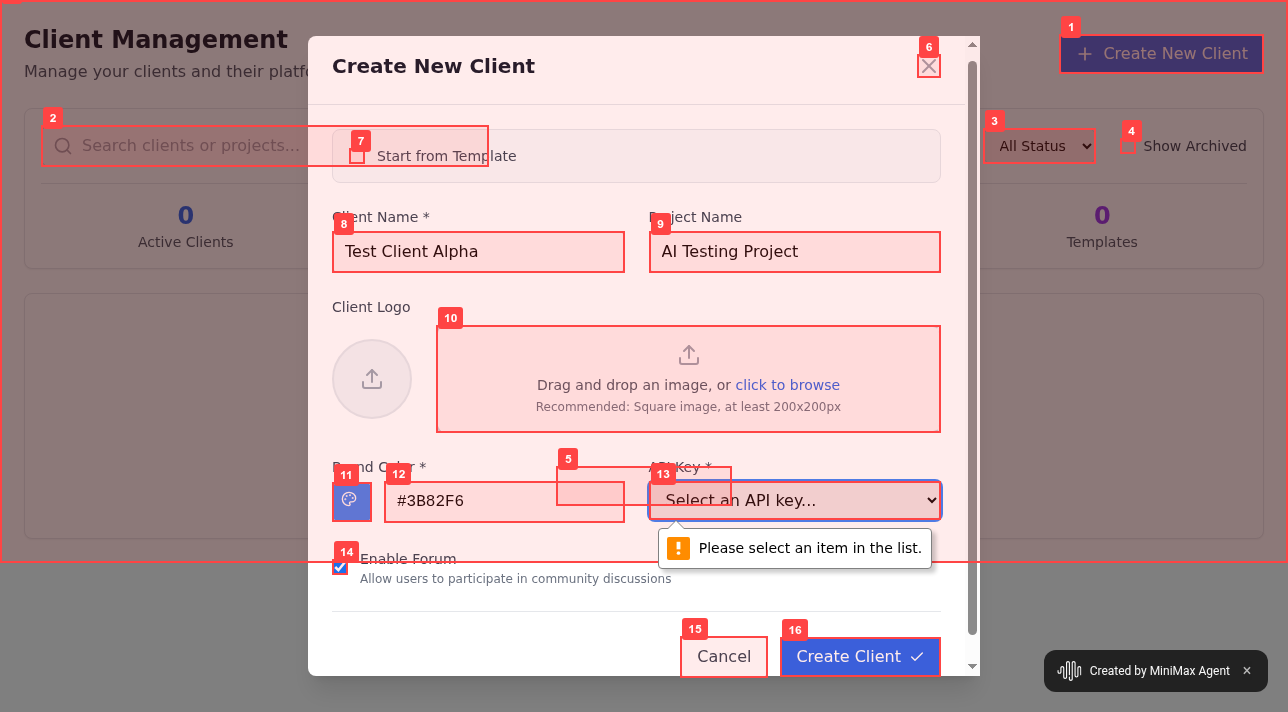 Client Management
Manage your clients and their platfo
1
Create New Client
2
Search clients or projects...
3
All Status
4
Show Archived
0
Active Clients
0
Templates
Create New Client
6
7
Start from Template
Client Name *
8
Test Client Alpha
Project Name
9
AI Testing Project
Client Logo
10
Drag and drop an image, or click to browse
Recommended: Square image, at least 200x200px
Brand Color *
11
12
#3B82F6
5
API Key *
13
Select an API key...
Please select an item in the list.
14
Enable Forum
Allow users to participate in community discussions
15
Cancel
16
Create Client
Created by MiniMax Agent